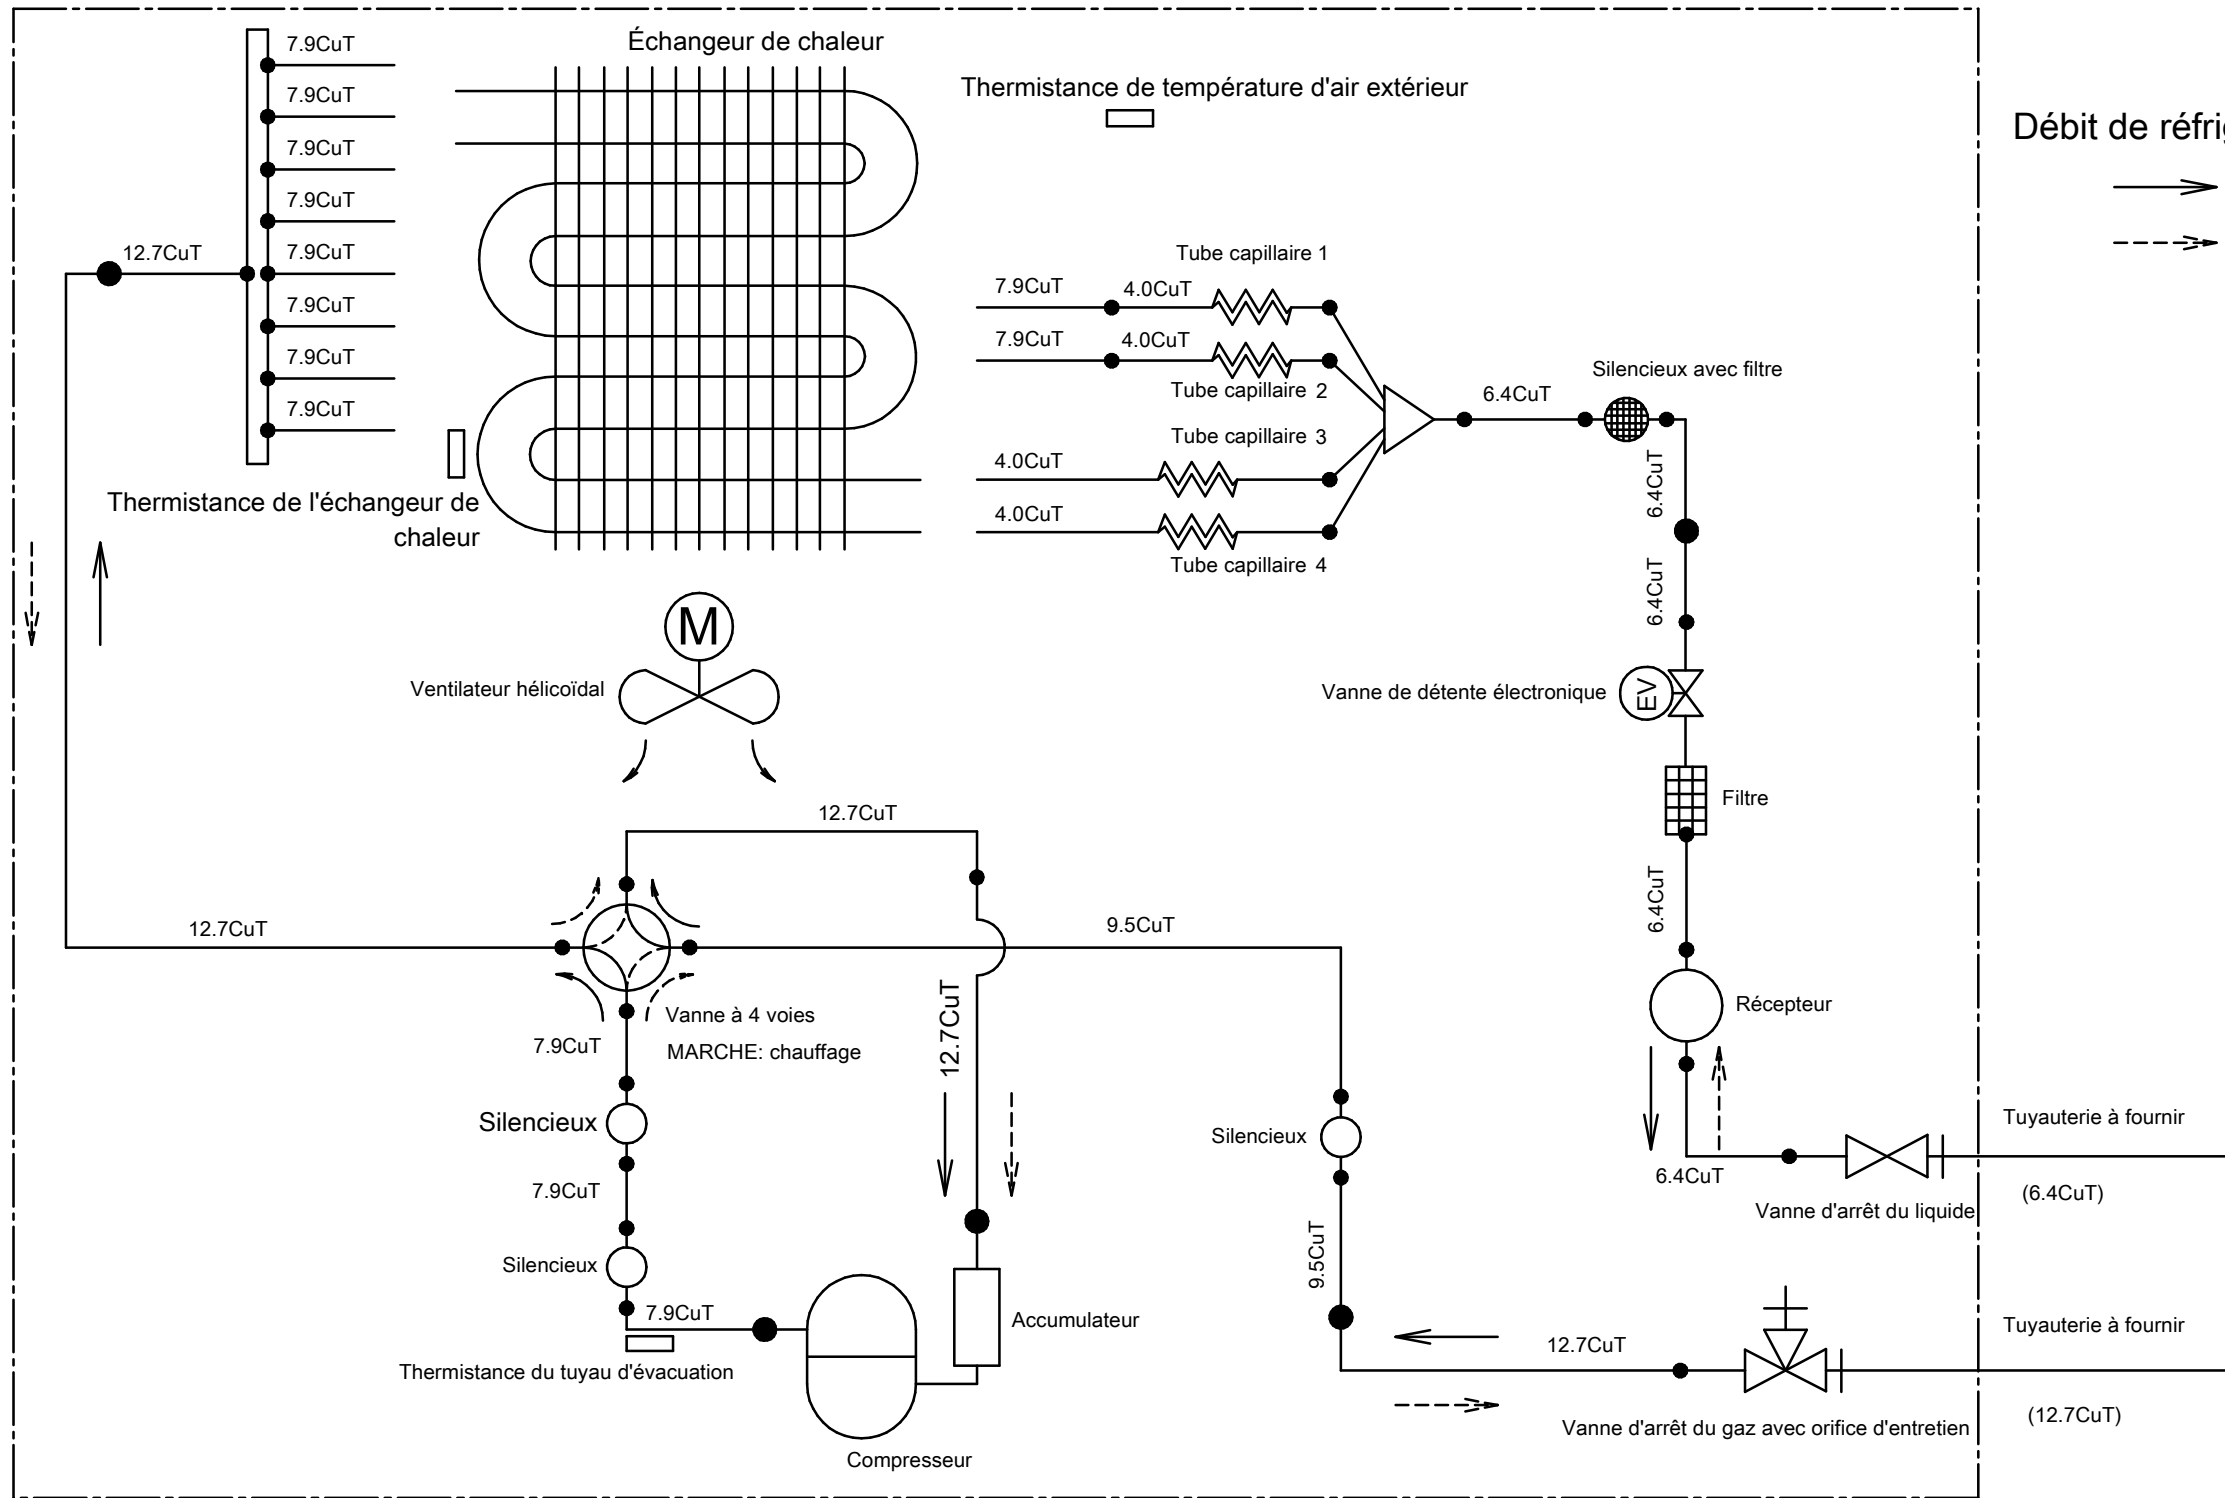 Échangeur de chaleur
Thermistance de température d'air extérieur
Débit de réfri
7.9CuT
7.9CuT
7.9CuT
7.9CuT
7.9CuT
7.9CuT
7.9CuT
7.9CuT
12.7CuT
Thermistance de l'échangeur de
chaleur
Tube capillaire 1
7.9CuT
4.0CuT
7.9CuT
4.0CuT
Tube capillaire 2
Tube capillaire 3
4.0CuT
4.0CuT
Tube capillaire 4
6.4CuT
Silencieux avec filtre
6.4CuT
6.4CuT
M
Ventilateur hélicoïdal
Vanne de détente électronique
EV
Filtre
12.7CuT
6.4CuT
12.7CuT
9.5CuT
12.7CuT
Vanne à 4 voies
MARCHE: chauffage
7.9CuT
Récepteur
Silencieux
7.9CuT
Silencieux
7.9CuT
Thermistance du tuyau d'évacuation
Accumulateur
Compresseur
Silencieux
9.5CuT
6.4CuT
Vanne d'arrêt du liquide
Tuyauterie à fournir
(6.4CuT)
12.7CuT
Vanne d'arrêt du gaz avec orifice d'entretien
Tuyauterie à fournir
(12.7CuT)